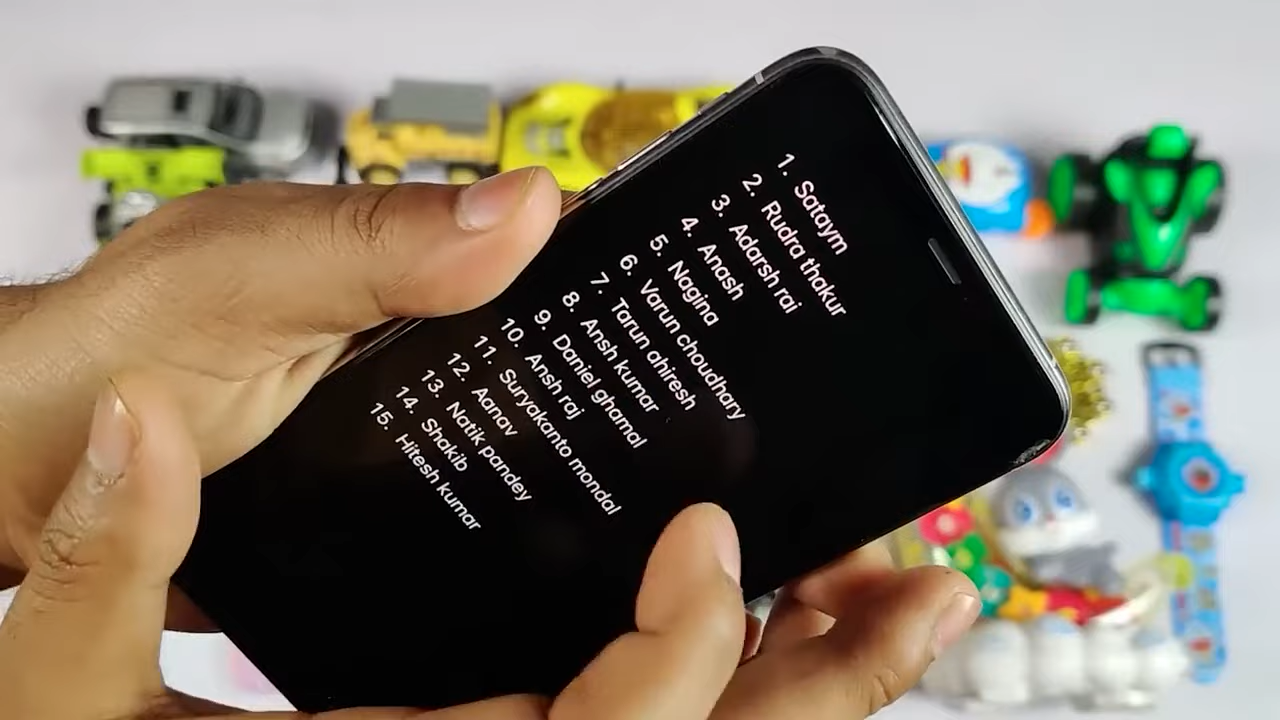 1. Sataym
2. Rudra thakur
3. Adarsh rai
4. Anash
5. Nagina
6. Varun choudhary
7. Tarun ahiresh
8. Ansh kumar
9. Daniel ghamal
10. Ansh raj
11. Suryakanto mondal
12. Aanav
13. Natik pandey
14. Shakib
15. Hitesh kumar